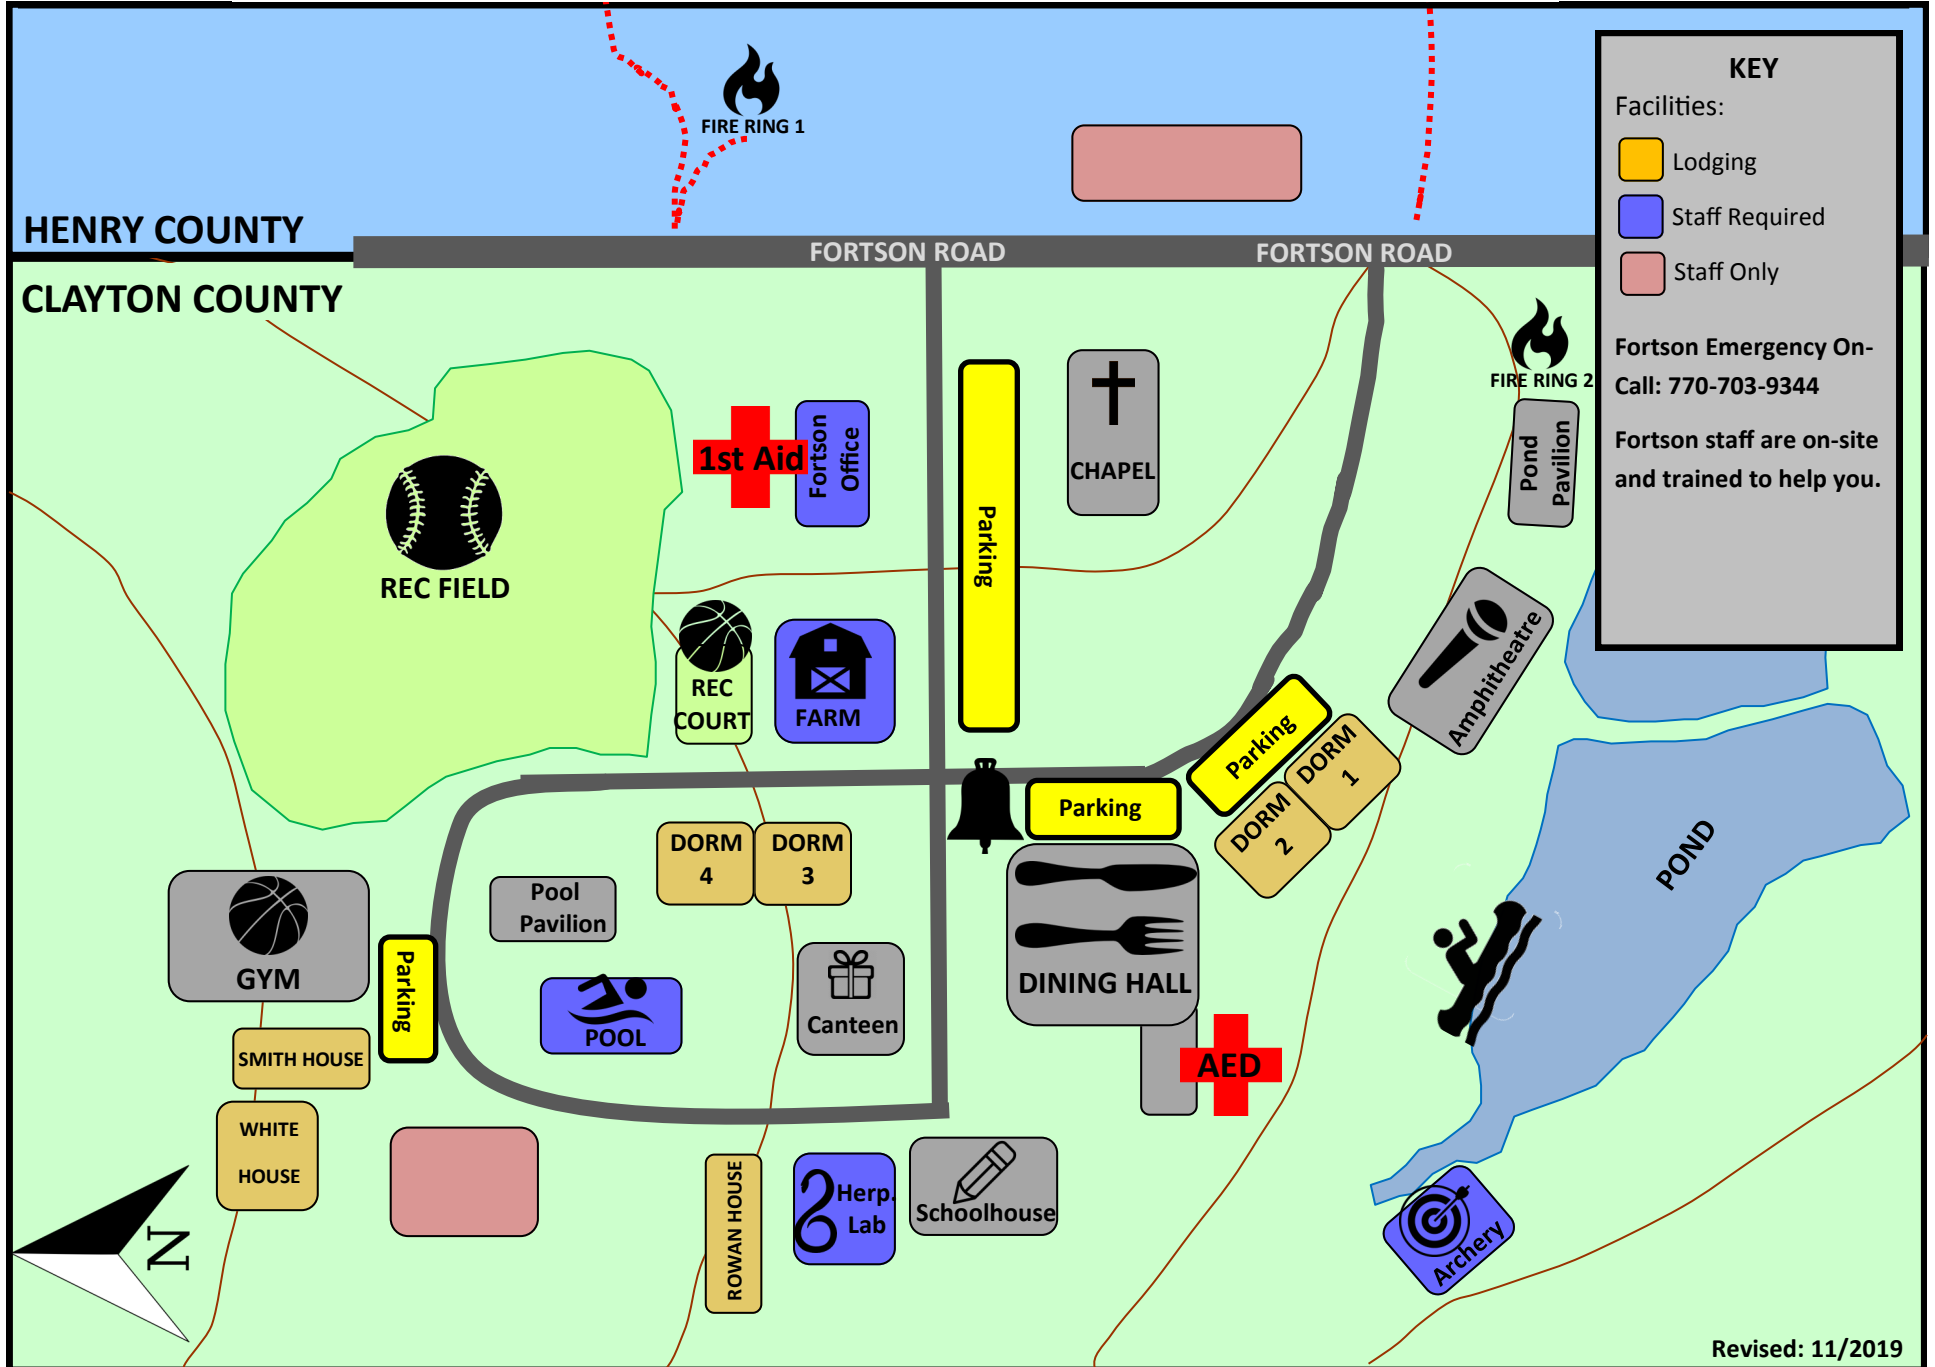 FIRE RING 1
HENRY COUNTY
FORTSON ROAD
FORTSON ROAD
CLAYTON COUNTY
KEY
Facilities:
Lodging
Staff Required
Staff Only
Fortson Emergency On-
Call: 770-703-9344
Fortson staff are on-site
and trained to help you.
FIRE RING 2
Pond
Pavilion
1st Aid
Fortson
Office
Parking
CHAPEL
REC FIELD
REC
COURT
FARM
Amphitheatre
Parking
DORM
1
DORM
2
Parking
DORM
4
DORM
3
POND
Pool
Pavilion
GYM
Parking
POOL
Canteen
DINING HALL
AED
SMITH HOUSE
WHITE
HOUSE
ROWAN HOUSE
Herp.
Lab
Schoolhouse
Archery
N
Revised: 11/2019